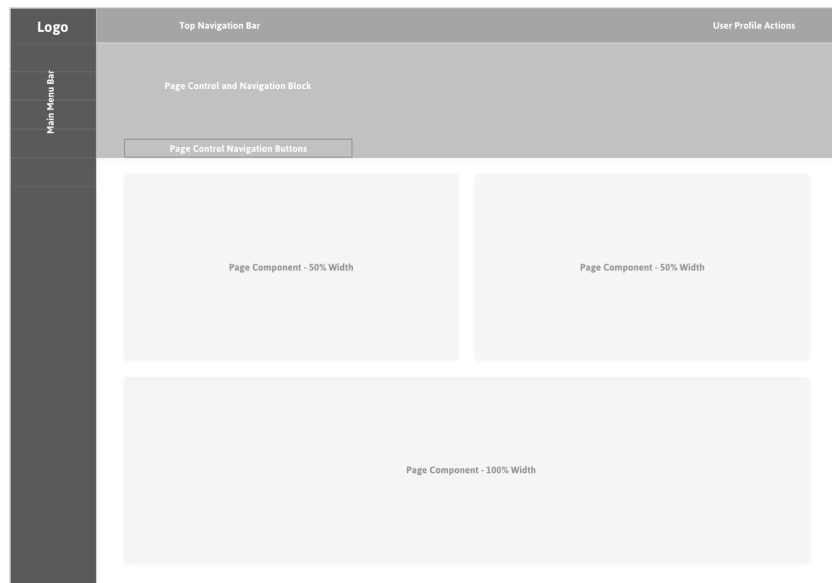 Logo
Top Navigation Bar
User Profile Actions
Main Menu Bar
Page Control and Navigation Block
Page Control Navigation Buttons
Page Component - 50% Width
Page Component - 50% Width
Page Component - 100% Width